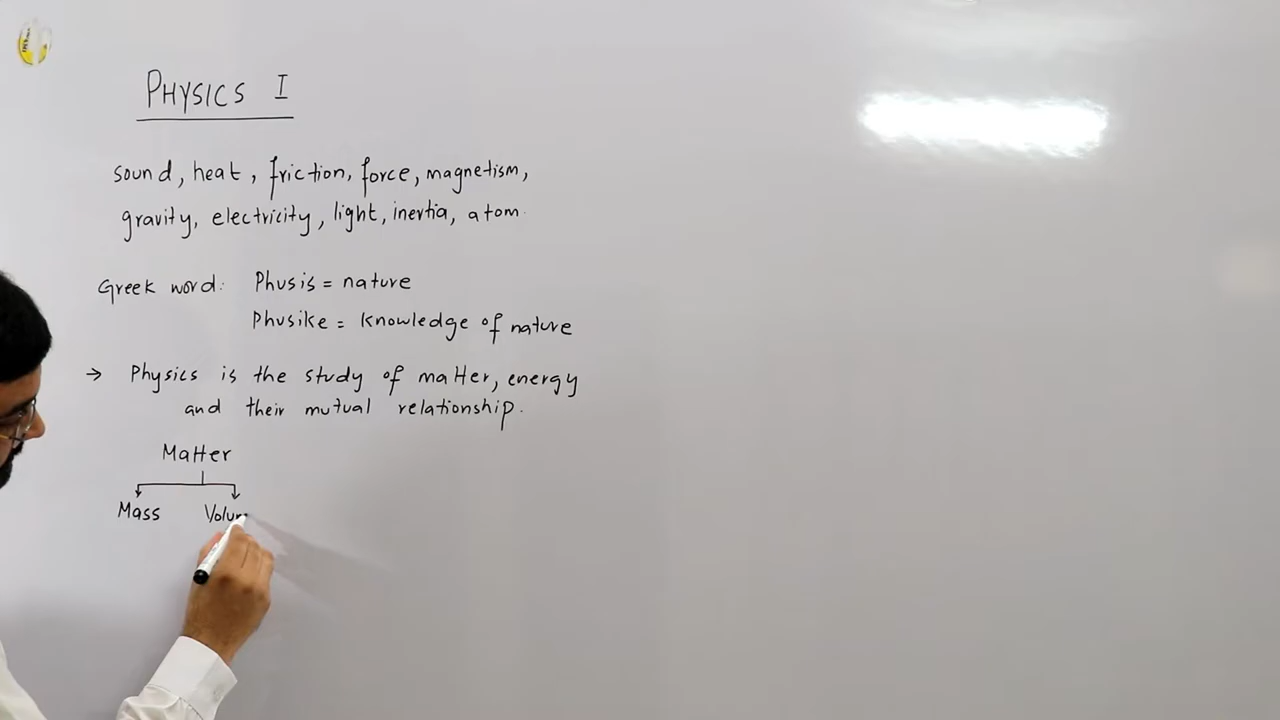 PHYSICS I
sound, heat, friction, force, magnetism,
gravity, electricity, light, inertia, atom.
Greek word: Phusis = nature
Phusike = knowledge of nature
→ Physics is the study of matter, energy
and their mutual relationship.
Matter
Mass Volum